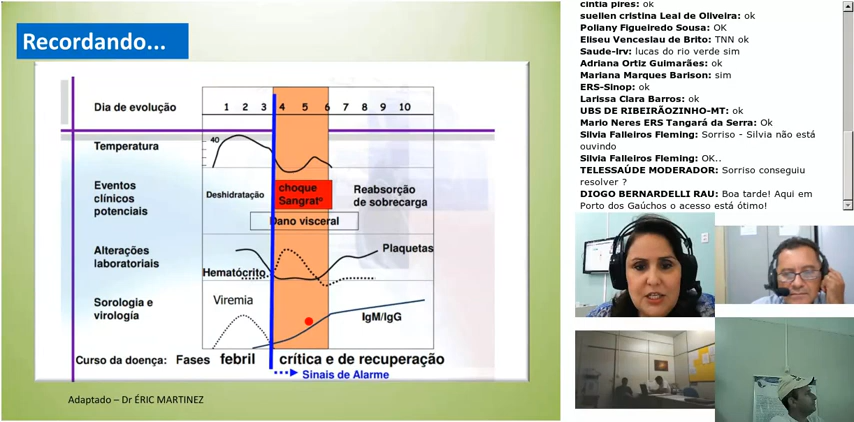 Recordando...
Dia de evolução
1 2 3 4 5 6 7 8 9 10
Temperatura
40
Eventos
clínicos
potenciais
Deshidratação
choque
Sangratº
Reabsorção
de sobrecarga
Dano visceral
Alterações
laboratoriais
Plaquetas
Hematócrito
Sorologia e
virologia
Viremia
IgM/IgG
Curso da doença: Fases febril crítica e de recuperação
Sinais de Alarme
Adaptado – Dr ÉRIC MARTINEZ
cintia pires: ok
suellen cristina Leal de Oliveira: ok
Poliany Figueiredo Sousa: OK
Eliseu Venceslau de Brito: TNN ok
Saude-lrv: lucas do rio verde sim
Adriana Ortiz Guimarães: ok
Mariana Marques Barison: sim
ERS-Sinop: ok
Larissa Clara Barros: ok
UBS DE RIBEIRÃOZINHO-MT: ok
Mario Neres ERS Tangará da Serra: Ok
Silvia Falleiros Fleming: Sorriso - Silvia não está
ouvindo
Silvia Falleiros Fleming: OK..
TELESSAÚDE MODERADOR: Sorriso conseguiu
resolver ?
DIOGO BERNARDELLI RAU: Boa tarde! Aqui em
Porto dos Gaúchos o acesso está ótimo!